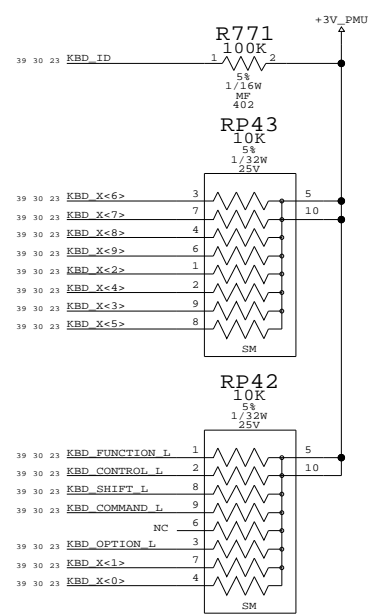 +3V_PMU
R771
100K
39 30 23 KBD_ID 1 2
5%
1/16W
MF
402
RP43
10K
5%
1/32W
25V
39 30 23 KBD_X<6> 3 5
39 30 23 KBD_X<7> 7 10
39 30 23 KBD_X<8> 4
39 30 23 KBD_X<9> 6
39 30 23 KBD_X<2> 1
39 30 23 KBD_X<4> 2
39 30 23 KBD_X<3> 9
39 30 23 KBD_X<5> 8
SM
RP42
10K
5%
1/32W
25V
39 30 23 KBD_FUNCTION_L 1 5
39 30 23 KBD_CONTROL_L 2 10
39 30 23 KBD_SHIFT_L 8
39 30 23 KBD_COMMAND_L 9
NC 6
39 30 23 KBD_OPTION_L 3
39 30 23 KBD_X<1> 7
39 30 23 KBD_X<0> 4
SM